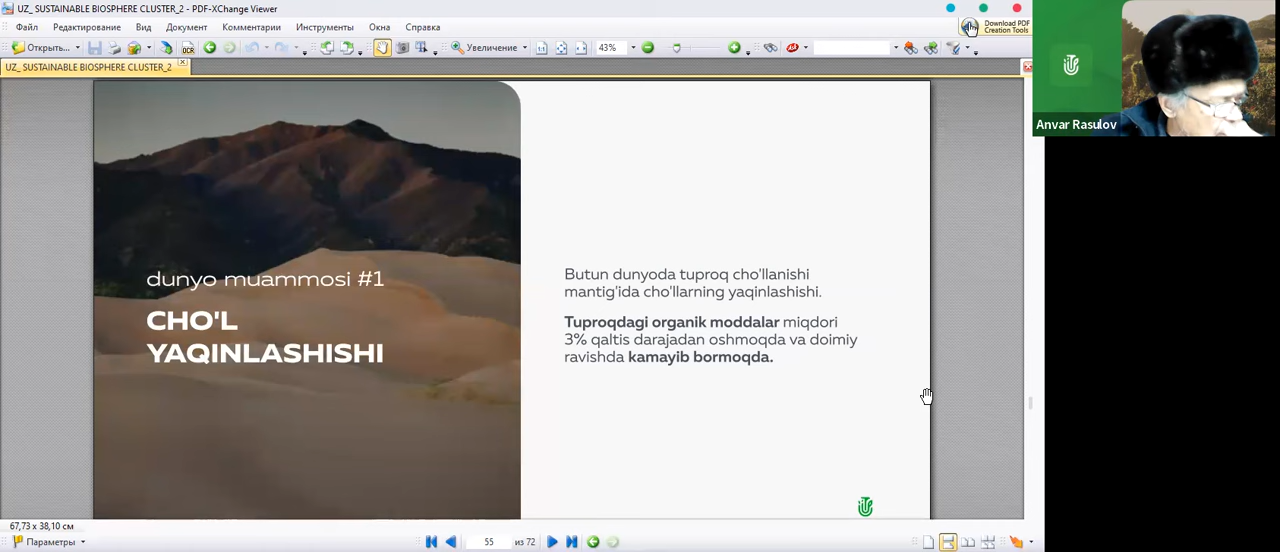 UZ_ SUSTAINABLE BIOSPHERE CLUSTER_2 - PDF-XChange Viewer
Файл Редактирование Вид Документ Комментарии Инструменты Окна Справка
Download PDF
Creation Tools
Открыть... OCR Увеличение 43%
UZ_ SUSTAINABLE BIOSPHERE CLUSTER_2
Anvar Rasulov
dunyo muammosi #1
CHO'L
YAQINLASHISHI
Butun dunyoda tuproq cho'llanishi
mantig'ida cho'llarning yaqinlashishi.
Tuproqdagi organik moddalar miqdori
3% qaltis darajadan oshmoqda va doimiy
ravishda kamayib bormoqda.
67,73 x 38,10 см
Параметры 55 из 72